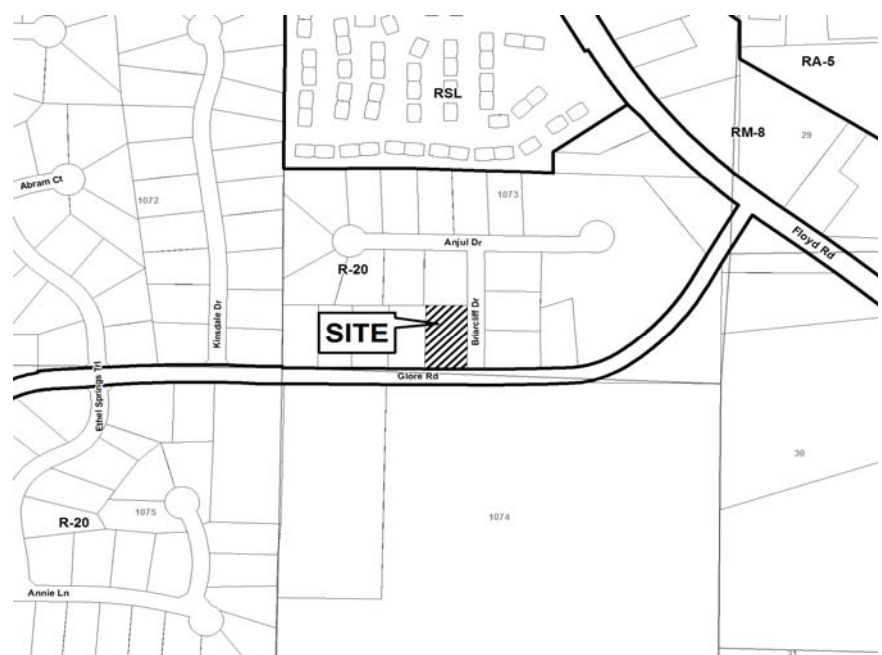 RA-5
RSL
RM-8
29
Abram Ct
1072
1073
Floyd Rd
Anjul Dr
R-20
Kinsdale Dr
SITE
Briarcliff Dr
Glore Rd
Ethel Springs Trl
30
1075
1074
R-20
Annie Ln